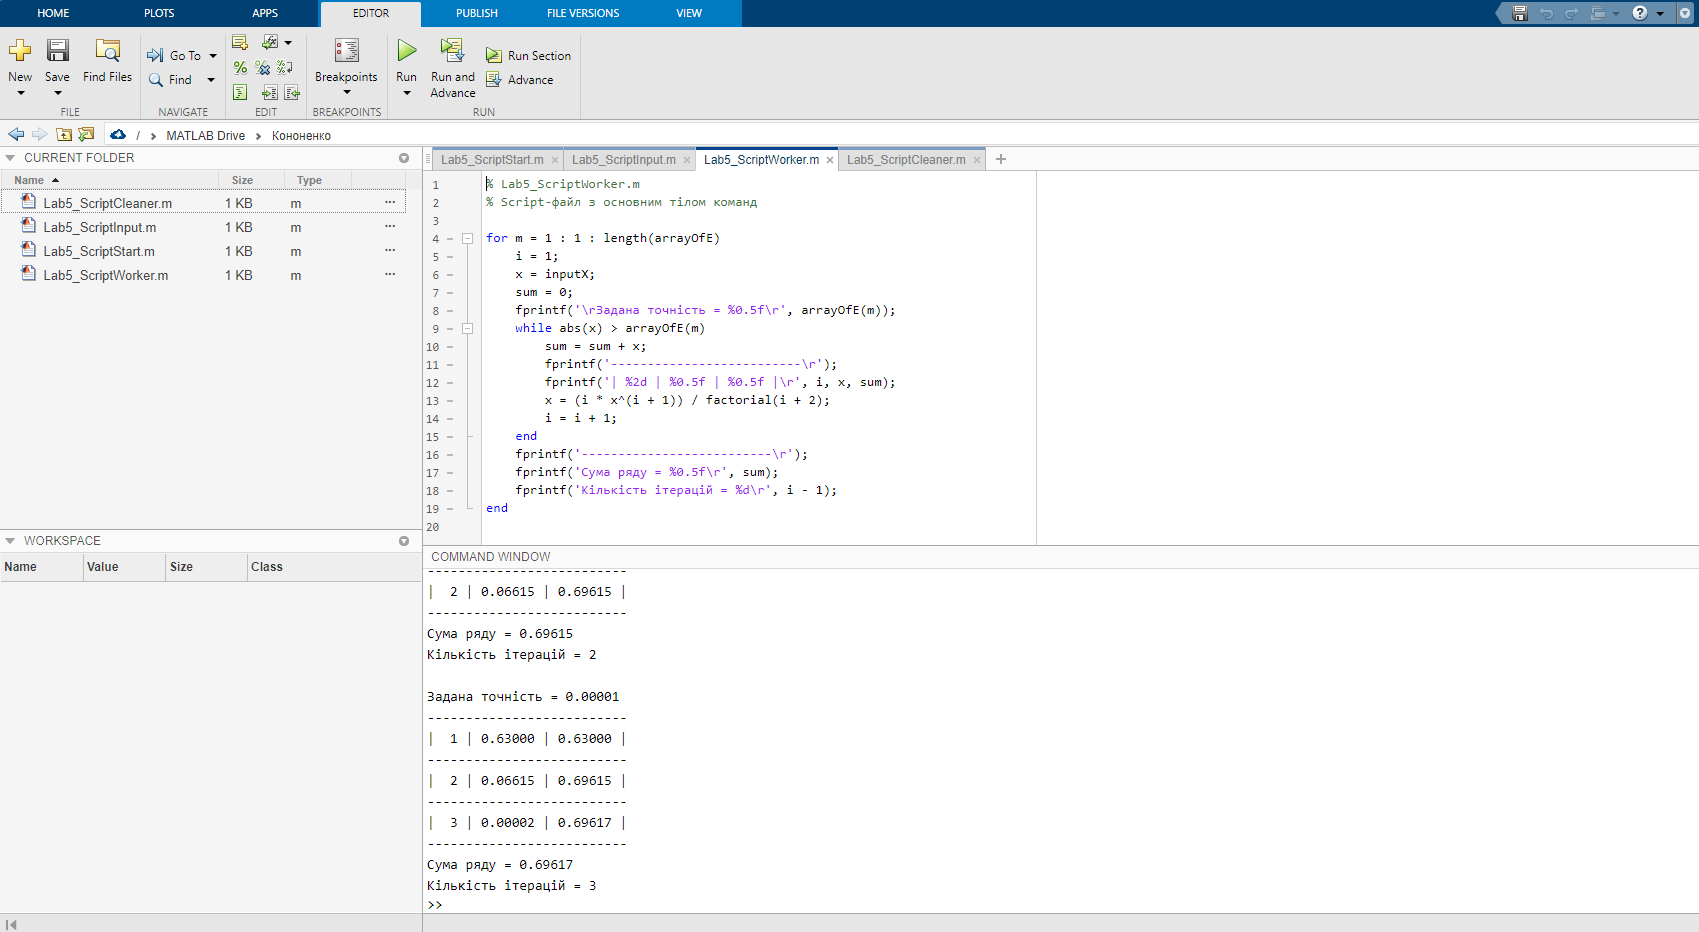 HOME PLOTS APPS EDITOR PUBLISH FILE VERSIONS VIEW
New Save Find Files
Go To
Find
Breakpoints
Run
Run and
Advance
Run Section
Advance
FILE NAVIGATE EDIT BREAKPOINTS RUN
/ › MATLAB Drive › Кононенко
CURRENT FOLDER
Name Size Type
Lab5_ScriptCleaner.m 1 KB m ...
Lab5_ScriptInput.m 1 KB m ...
Lab5_ScriptStart.m 1 KB m ...
Lab5_ScriptWorker.m 1 KB m ...
WORKSPACE
Name Value Size Class
Lab5_ScriptStart.m × Lab5_ScriptInput.m × Lab5_ScriptWorker.m × Lab5_ScriptCleaner.m × +
1 % Lab5_ScriptWorker.m
2 % Script-файл з основним тілом команд
3
4 – for m = 1 : 1 : length(arrayOfE)
5 – i = 1;
6 – x = inputX;
7 – sum = 0;
8 – fprintf('\rЗадана точність = %0.5f\r', arrayOfE(m));
9 – while abs(x) > arrayOfE(m)
10 – sum = sum + x;
11 – fprintf('--------------------------\r');
12 – fprintf('| %2d | %0.5f | %0.5f |\r', i, x, sum);
13 – x = (i * x^(i + 1)) / factorial(i + 2);
14 – i = i + 1;
15 – end
16 – fprintf('--------------------------\r');
17 – fprintf('Сума ряду = %0.5f\r', sum);
18 – fprintf('Кількість ітерацій = %d\r', i - 1);
19 – end
20
COMMAND WINDOW
--------------------------
| 2 | 0.06615 | 0.69615 |
--------------------------
Сума ряду = 0.69615
Кількість ітерацій = 2
Задана точність = 0.00001
--------------------------
| 1 | 0.63000 | 0.63000 |
--------------------------
| 2 | 0.06615 | 0.69615 |
--------------------------
| 3 | 0.00002 | 0.69617 |
--------------------------
Сума ряду = 0.69617
Кількість ітерацій = 3
>>